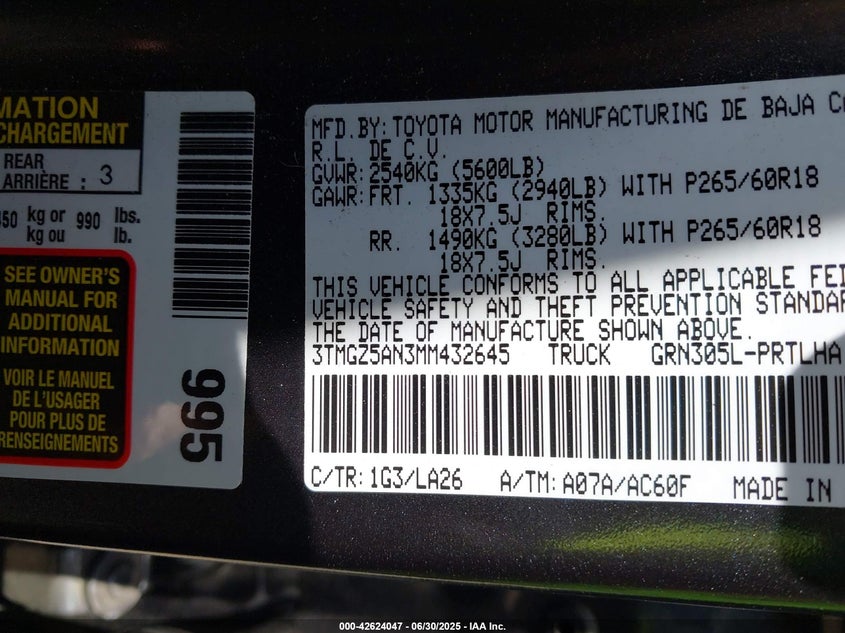 MATION
CHARGEMENT
REAR
ARRIÈRE : 3
450 kg or 990 lbs.
kg ou lb.
SEE OWNER'S
MANUAL FOR
ADDITIONAL
INFORMATION
VOIR LE MANUEL
DE L'USAGER
POUR PLUS DE
RENSEIGNEMENTS
995
MFD.BY:TOYOTA MOTOR MANUFACTURING DE BAJA C
R.L. DE C.V.
GVWR:2540KG (5600LB)
GAWR:FRT. 1335KG (2940LB) WITH P265/60R18
18X7.5J RIMS.
RR. 1490KG (3280LB) WITH P265/60R18
18X7.5J RIMS.
THIS VEHICLE CONFORMS TO ALL APPLICABLE FED
VEHICLE SAFETY AND THEFT PREVENTION STANDAR
THE DATE OF MANUFACTURE SHOWN ABOVE.
3TMGZ5AN3MM432645 TRUCK GRN305L-PRTLHA
C/TR:1G3/LA26 A/TM:A07A/AC60F MADE IN
000-42624047 - 06/30/2025 - IAA Inc.